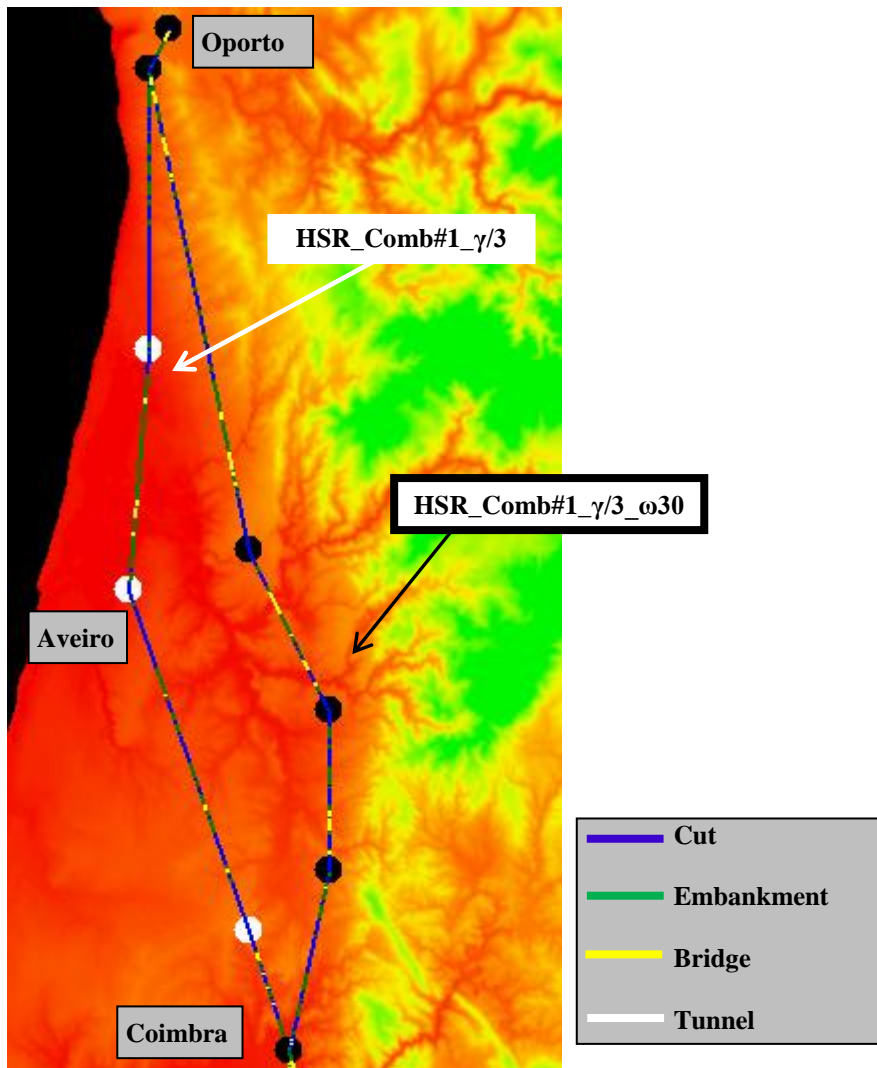 Oporto
HSR_Comb#1_γ/3
HSR_Comb#1_γ/3_ω30
Aveiro
Coimbra
Cut
Embankment
Bridge
Tunnel